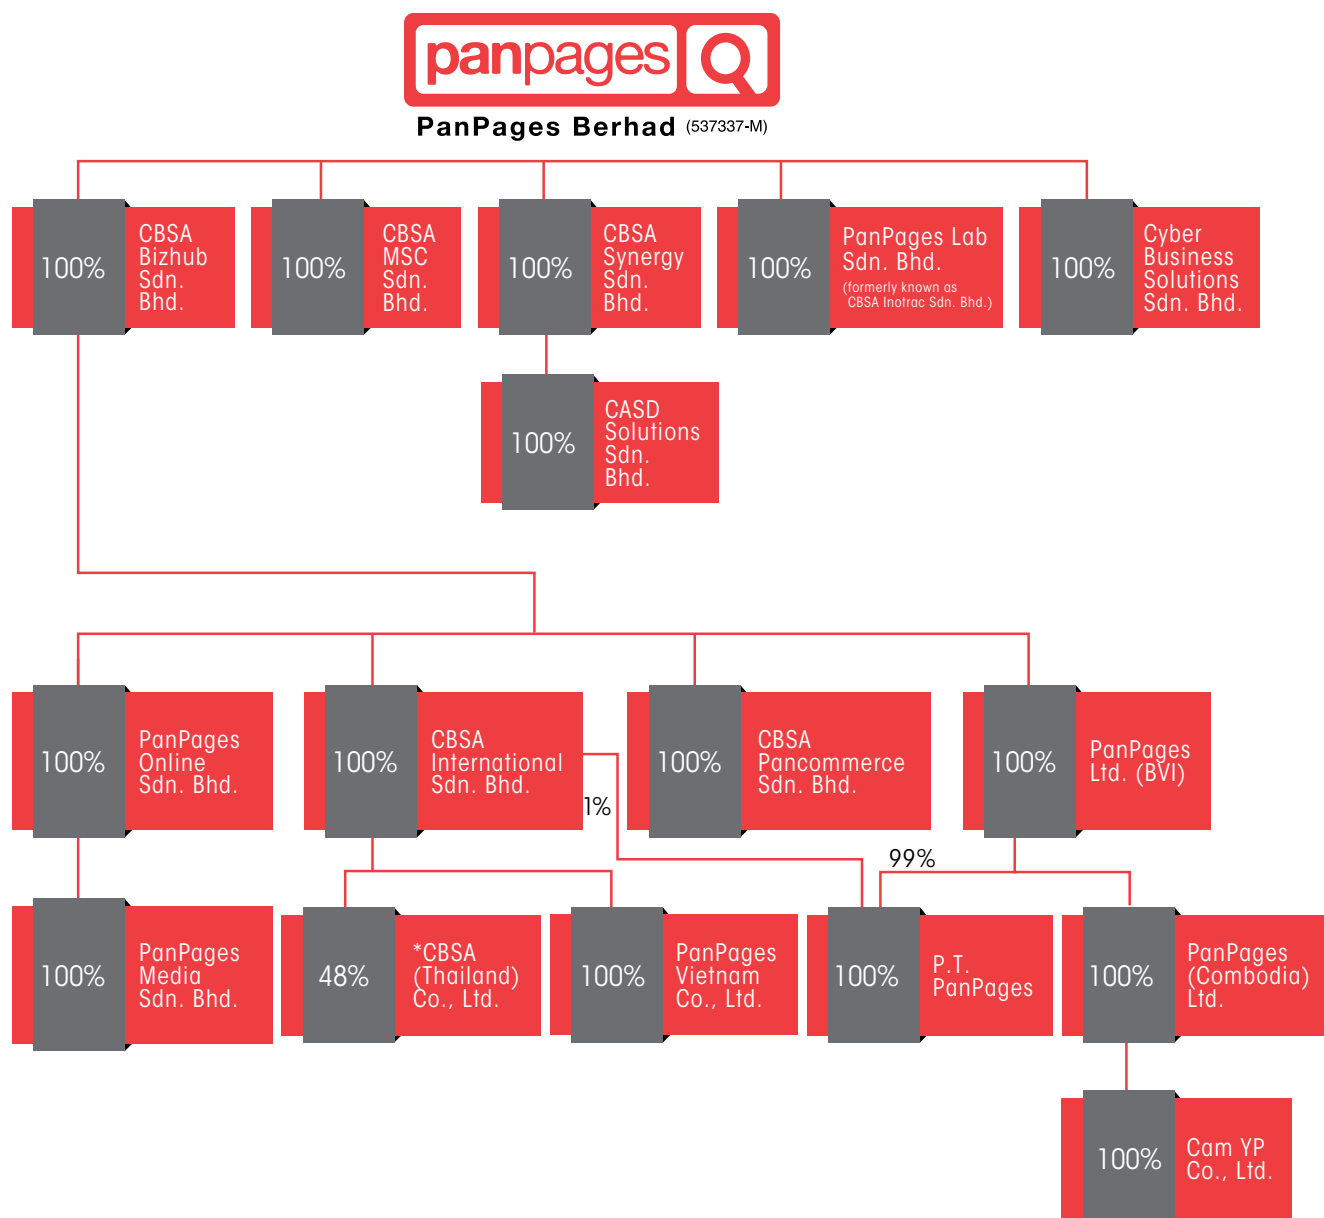 panpages
PanPages Berhad (537337-M)
100%
CBSA
Bizhub
Sdn.
Bhd.
100%
CBSA
MSC
Sdn.
Bhd.
100%
CBSA
Synergy
Sdn.
Bhd.
100%
PanPages Lab
Sdn. Bhd.
(formerly known as
CBSA Inotrac Sdn. Bhd.)
100%
Cyber
Business
Solutions
Sdn. Bhd.
100%
CASD
Solutions
Sdn.
Bhd.
100%
PanPages
Online
Sdn. Bhd.
100%
CBSA
International
Sdn. Bhd.
1%
100%
CBSA
Pancommerce
Sdn. Bhd.
100%
PanPages
Ltd. (BVI)
99%
100%
PanPages
Media
Sdn. Bhd.
48%
*CBSA
(Thailand)
Co., Ltd.
100%
PanPages
Vietnam
Co., Ltd.
100%
P.T.
PanPages
100%
PanPages
(Combodia)
Ltd.
100%
Cam YP
Co., Ltd.